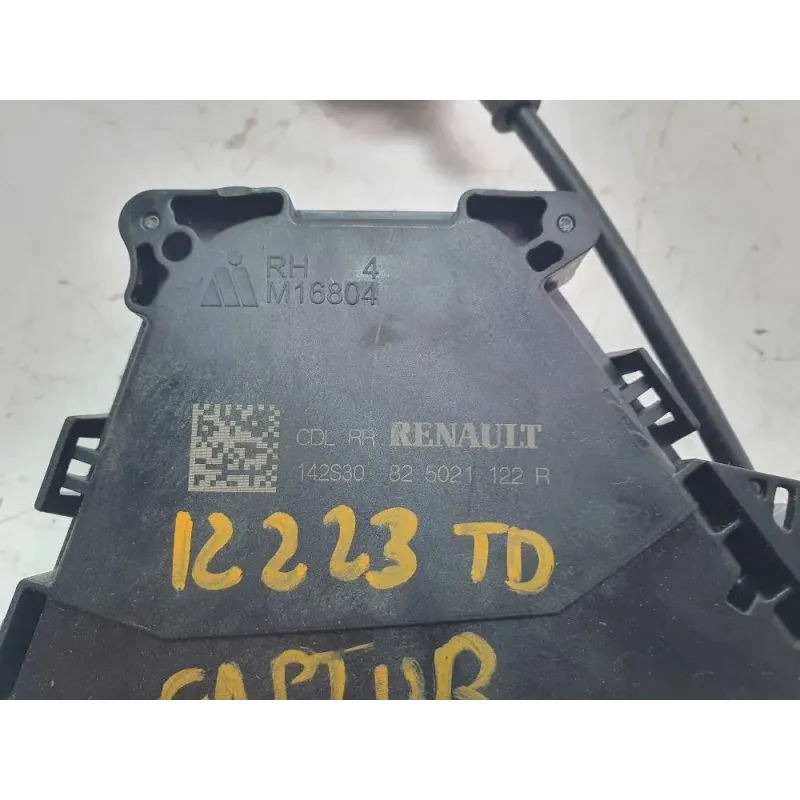 RH 4
M16804
CDL RR RENAULT
142S30 82 5021 122 R
12223 TD
CAPTUR